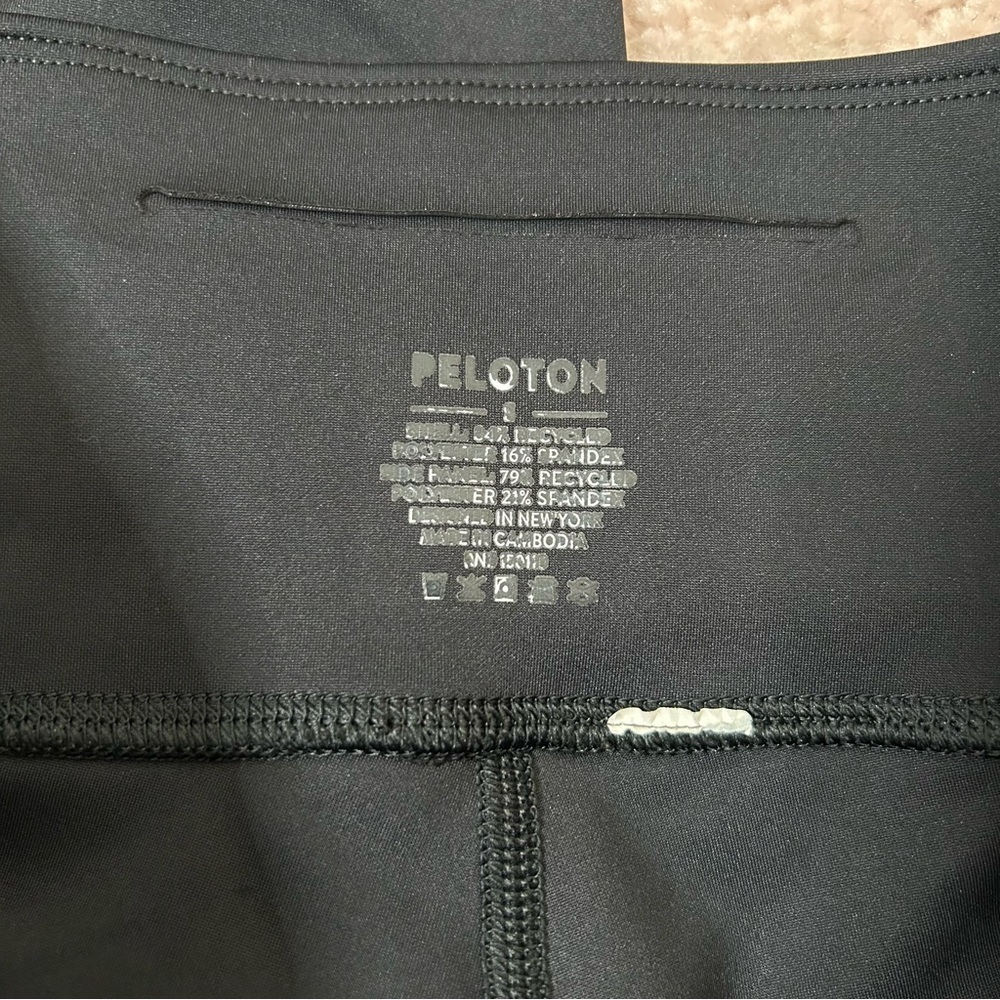 PELOTON
S
SHELL: 84% RECYCLED
POLYESTER 16% SPANDEX
SIDE PANEL: 79% RECYCLED
POLYESTER 21% SPANDEX
DESIGNED IN NEW YORK
MADE IN CAMBODIA